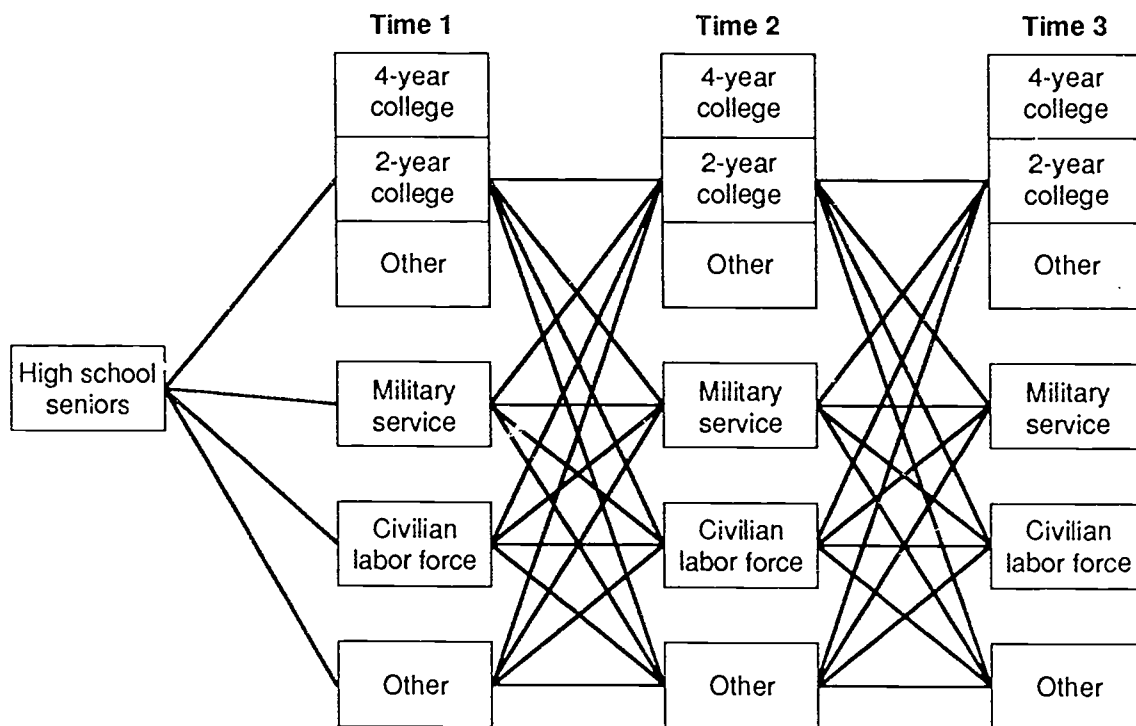 Time 1
Time 2
Time 3
4-year
college
2-year
college
Other
4-year
college
2-year
college
Other
4-year
college
2-year
college
Other
High school
seniors
Military
service
Military
service
Military
service
Civilian
labor force
Civilian
labor force
Civilian
labor force
Other
Other
Other